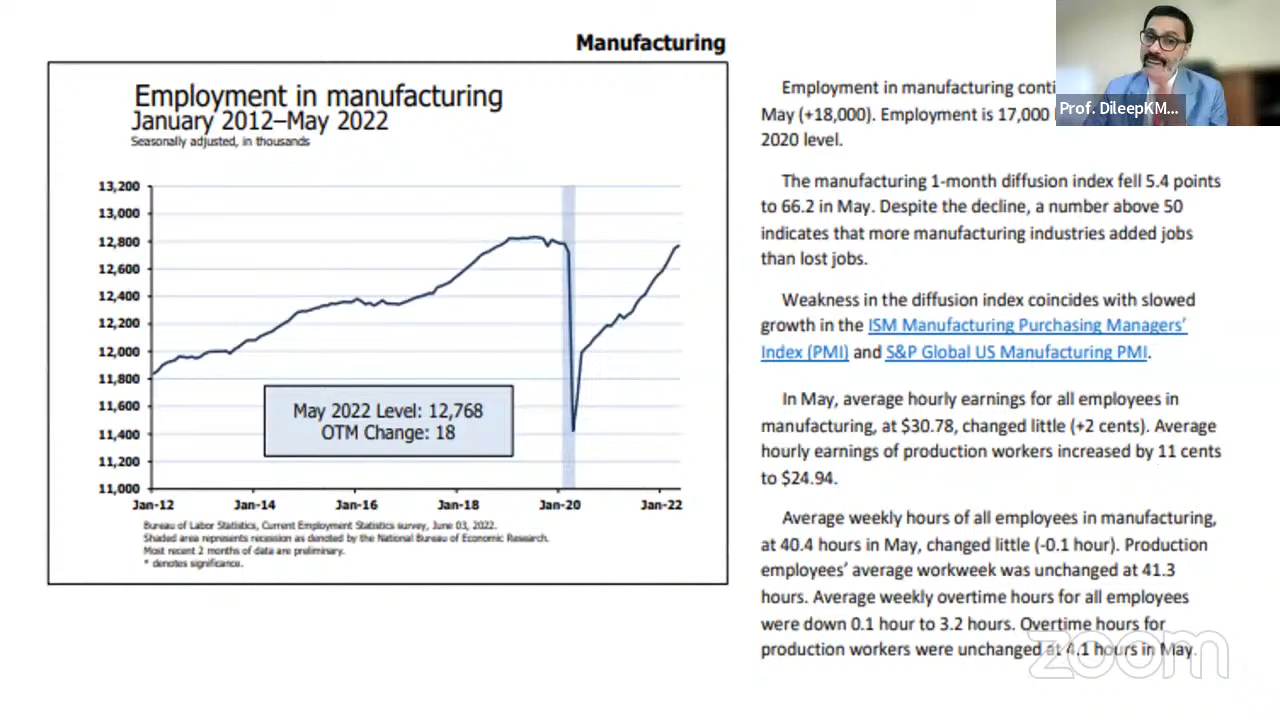 Manufacturing
Employment in manufacturing
January 2012–May 2022
Seasonally adjusted, in thousands
13,200
13,000
12,800
12,600
12,400
12,200
12,000
11,800
11,600
11,400
11,200
11,000
May 2022 Level: 12,768
OTM Change: 18
Jan-12 Jan-14 Jan-16 Jan-18 Jan-20 Jan-22
Bureau of Labor Statistics, Current Employment Statistics survey, June 03, 2022.
Shaded area represents recession as denoted by the National Bureau of Economic Research.
Most recent 2 months of data are preliminary.
* denotes significance.
Employment in manufacturing
May (+18,000). Employment is 17,000
2020 level.
The manufacturing 1-month diffusion index fell 5.4 points
to 66.2 in May. Despite the decline, a number above 50
indicates that more manufacturing industries added jobs
than lost jobs.
Weakness in the diffusion index coincides with slowed
growth in the ISM Manufacturing Purchasing Managers'
Index (PMI) and S&P Global US Manufacturing PMI.
In May, average hourly earnings for all employees in
manufacturing, at $30.78, changed little (+2 cents). Average
hourly earnings of production workers increased by 11 cents
to $24.94.
Average weekly hours of all employees in manufacturing,
at 40.4 hours in May, changed little (-0.1 hour). Production
employees' average workweek was unchanged at 41.3
hours. Average weekly overtime hours for all employees
were down 0.1 hour to 3.2 hours. Overtime hours for
production workers were unchanged at 4.1 hours in May.
Prof. DileepKM...
zoom